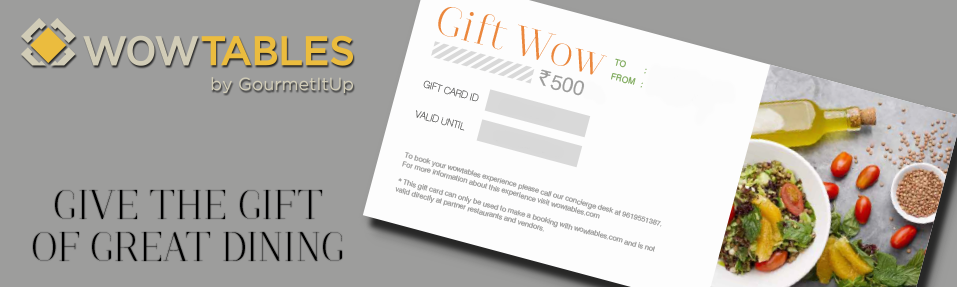 WOWTABLES
by GourmetItUp
GIVE THE GIFT
OF GREAT DINING
Gift Wow
₹500
TO :
FROM :
GIFT CARD ID
VALID UNTIL
To book your wowtables experience please call our concierge desk at 9619551387.
For more information about this experience visit wowtables.com
* This gift card can only be used to make a booking with wowtables.com and is not
valid directly at partner restaurants and vendors.